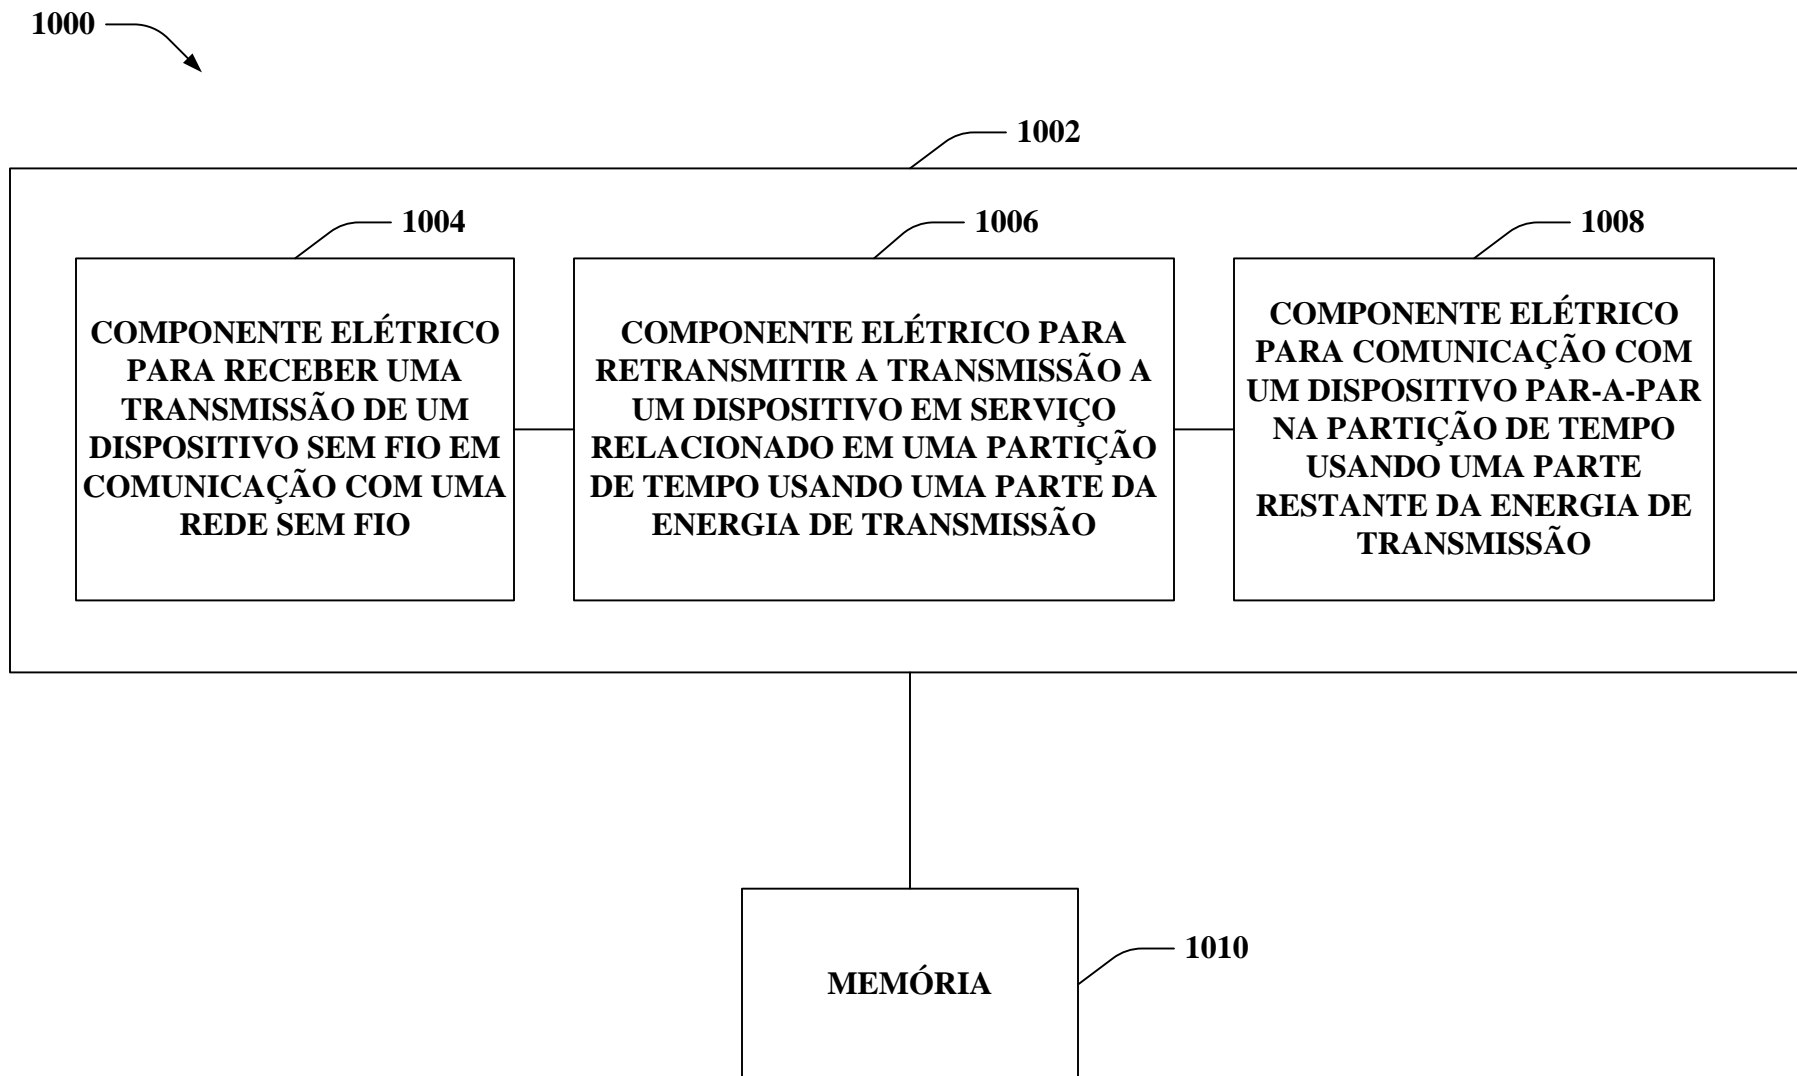 1000
1002
1004
1006
1008
COMPONENTE ELÉTRICO
PARA RECEBER UMA
TRANSMISSÃO DE UM
DISPOSITIVO SEM FIO EM
COMUNICAÇÃO COM UMA
REDE SEM FIO
COMPONENTE ELÉTRICO PARA
RETRANSMITIR A TRANSMISSÃO A
UM DISPOSITIVO EM SERVIÇO
RELACIONADO EM UMA PARTIÇÃO
DE TEMPO USANDO UMA PARTE DA
ENERGIA DE TRANSMISSÃO
COMPONENTE ELÉTRICO
PARA COMUNICAÇÃO COM
UM DISPOSITIVO PAR-A-PAR
NA PARTIÇÃO DE TEMPO
USANDO UMA PARTE
RESTANTE DA ENERGIA DE
TRANSMISSÃO
1010
MEMÓRIA